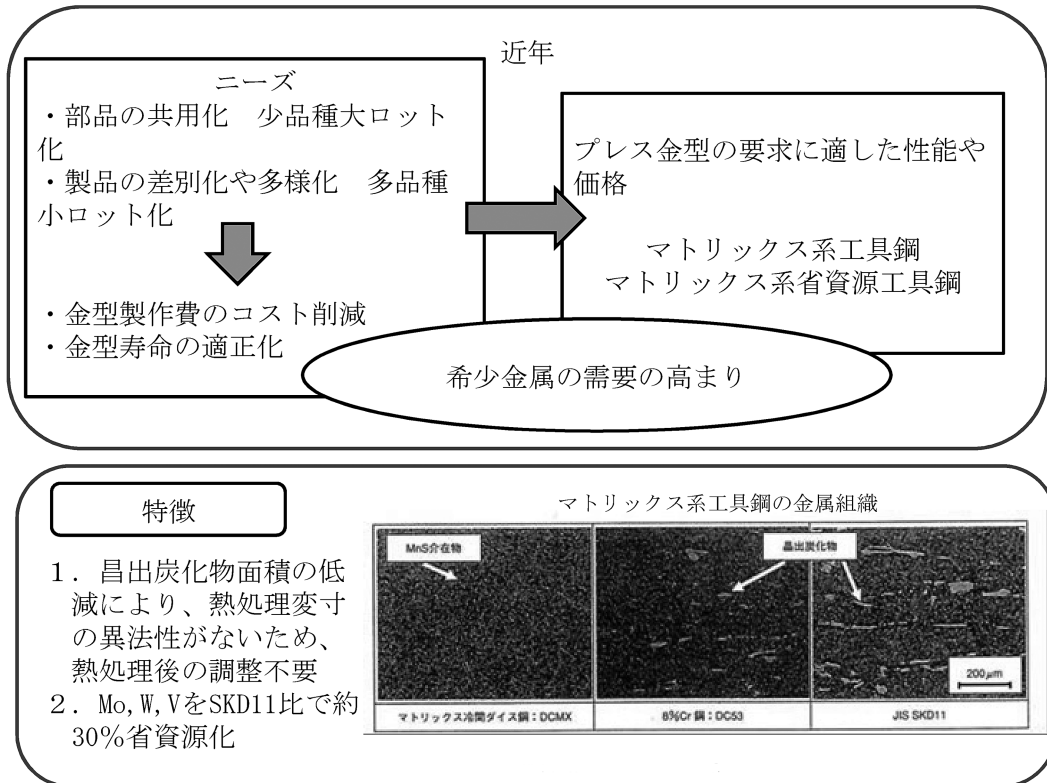 近年
ニーズ
・部品の共用化　少品種大ロット
化
・製品の差別化や多様化　多品種
小ロット化
・金型製作費のコスト削減
・金型寿命の適正化
プレス金型の要求に適した性能や
価格
マトリックス系工具鋼
マトリックス系省資源工具鋼
希少金属の需要の高まり
特徴
1．昌出炭化物面積の低
減により、熱処理変寸
の異法性がないため、
熱処理後の調整不要
2．Mo,W,VをSKD11比で約
30%省資源化
マトリックス系工具鋼の金属組織
MnS介在物
晶出炭化物
200μm
マトリックス冷間ダイス鋼：DCMX
8%Cr鋼：DC53
JIS SKD11